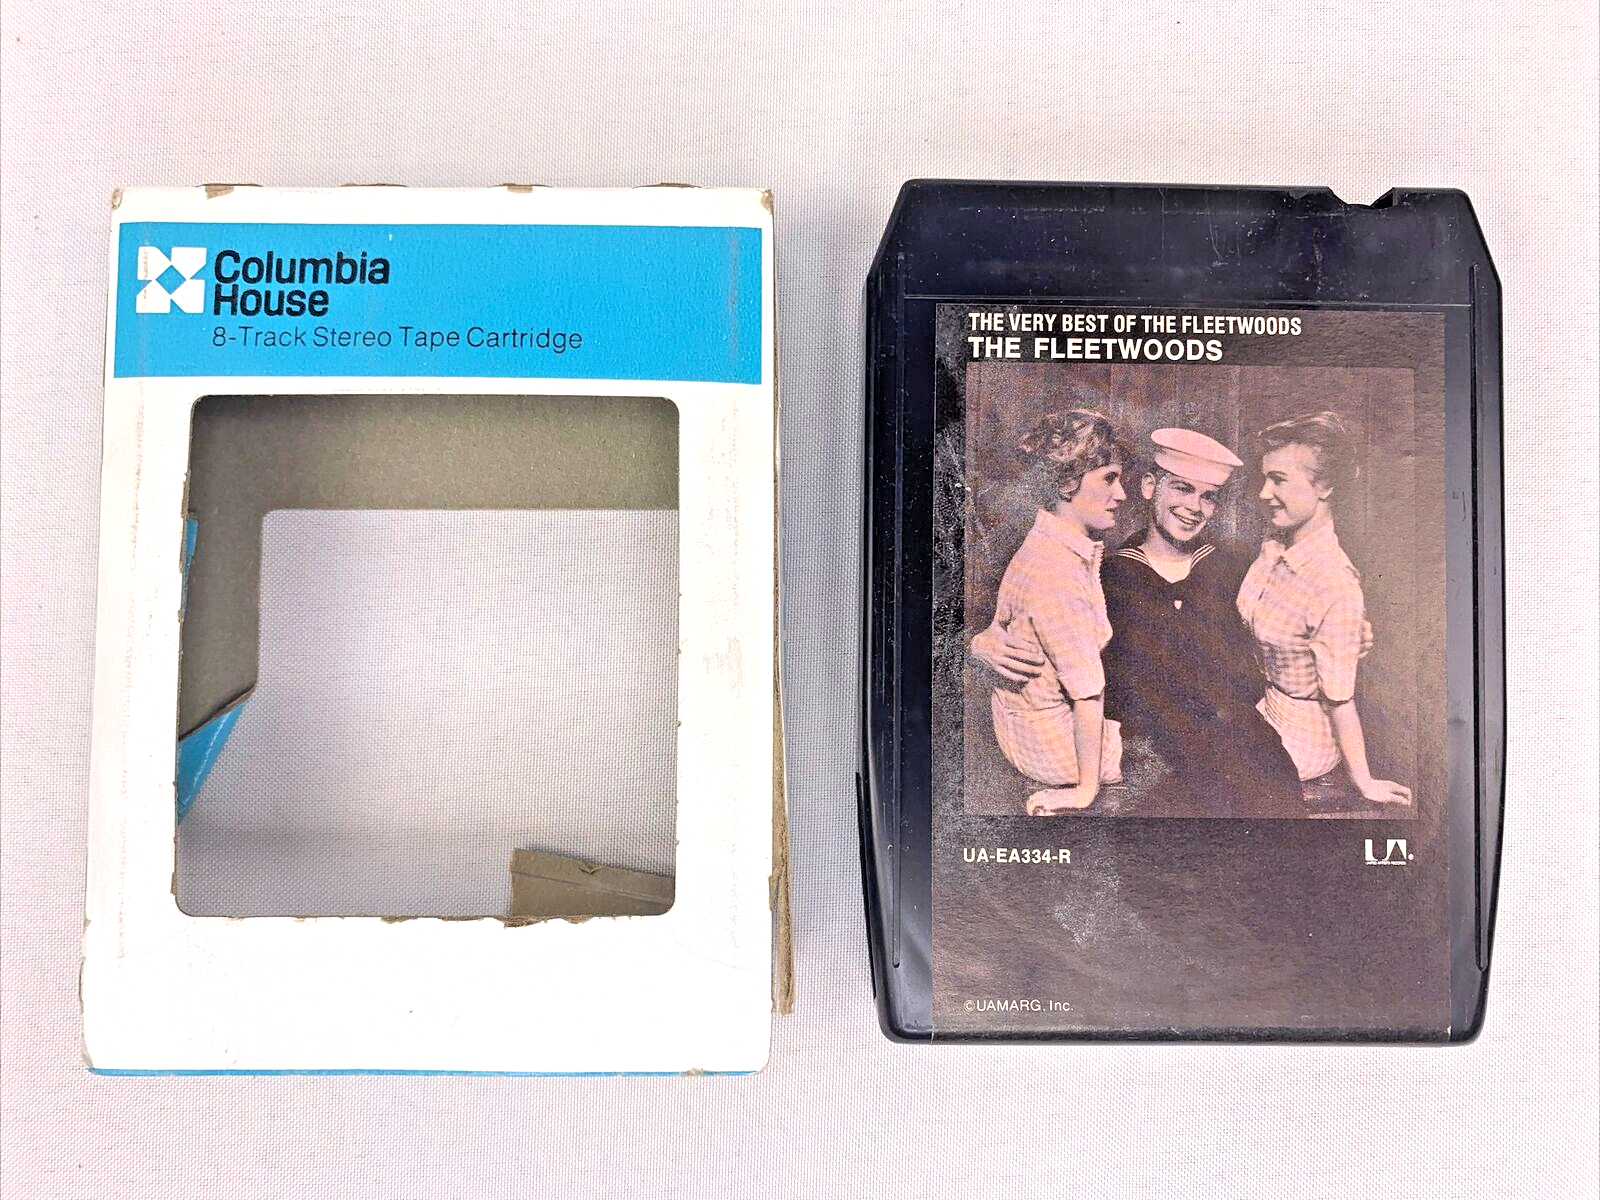 Columbia
House
8-Track Stereo Tape Cartridge
THE VERY BEST OF THE FLEETWOODS
THE FLEETWOODS
UA-EA334-R
UA
©UAMARG, Inc.